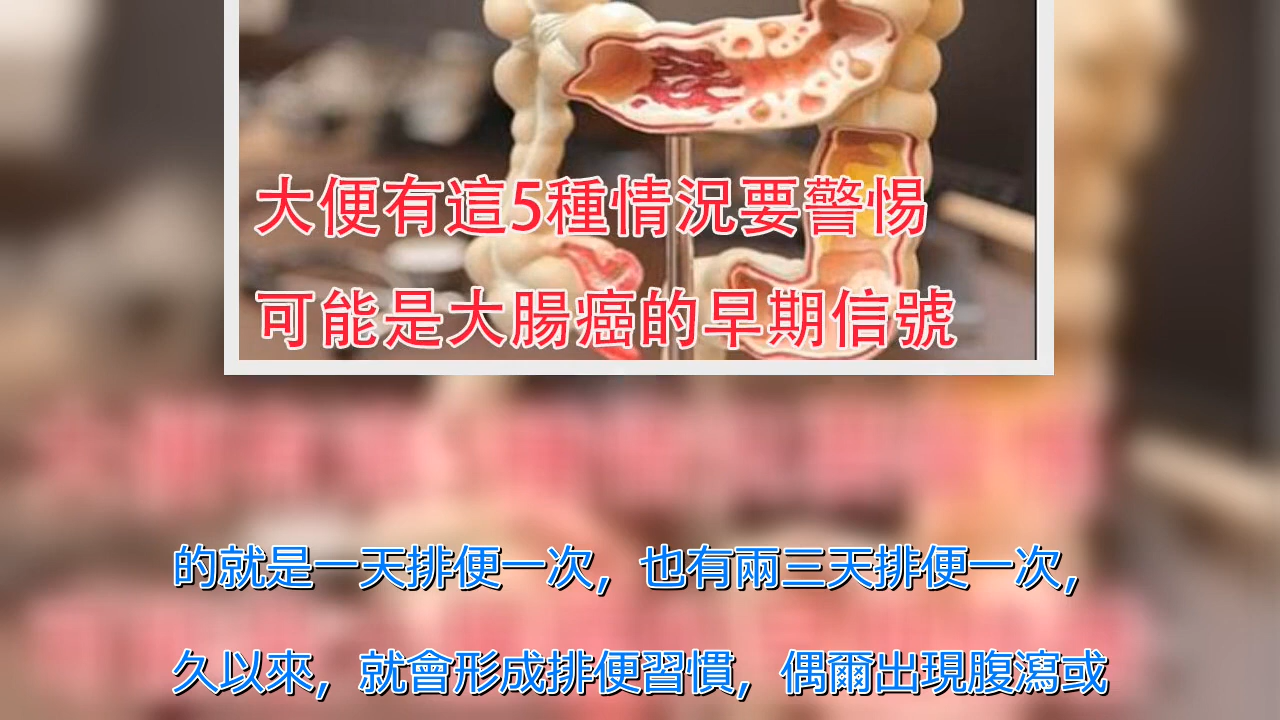 大便有這5種情況要警惕
可能是大腸癌的早期信號
的就是一天排便一次，也有兩三天排便一次，
久以來，就會形成排便習慣，偶爾出現腹瀉或